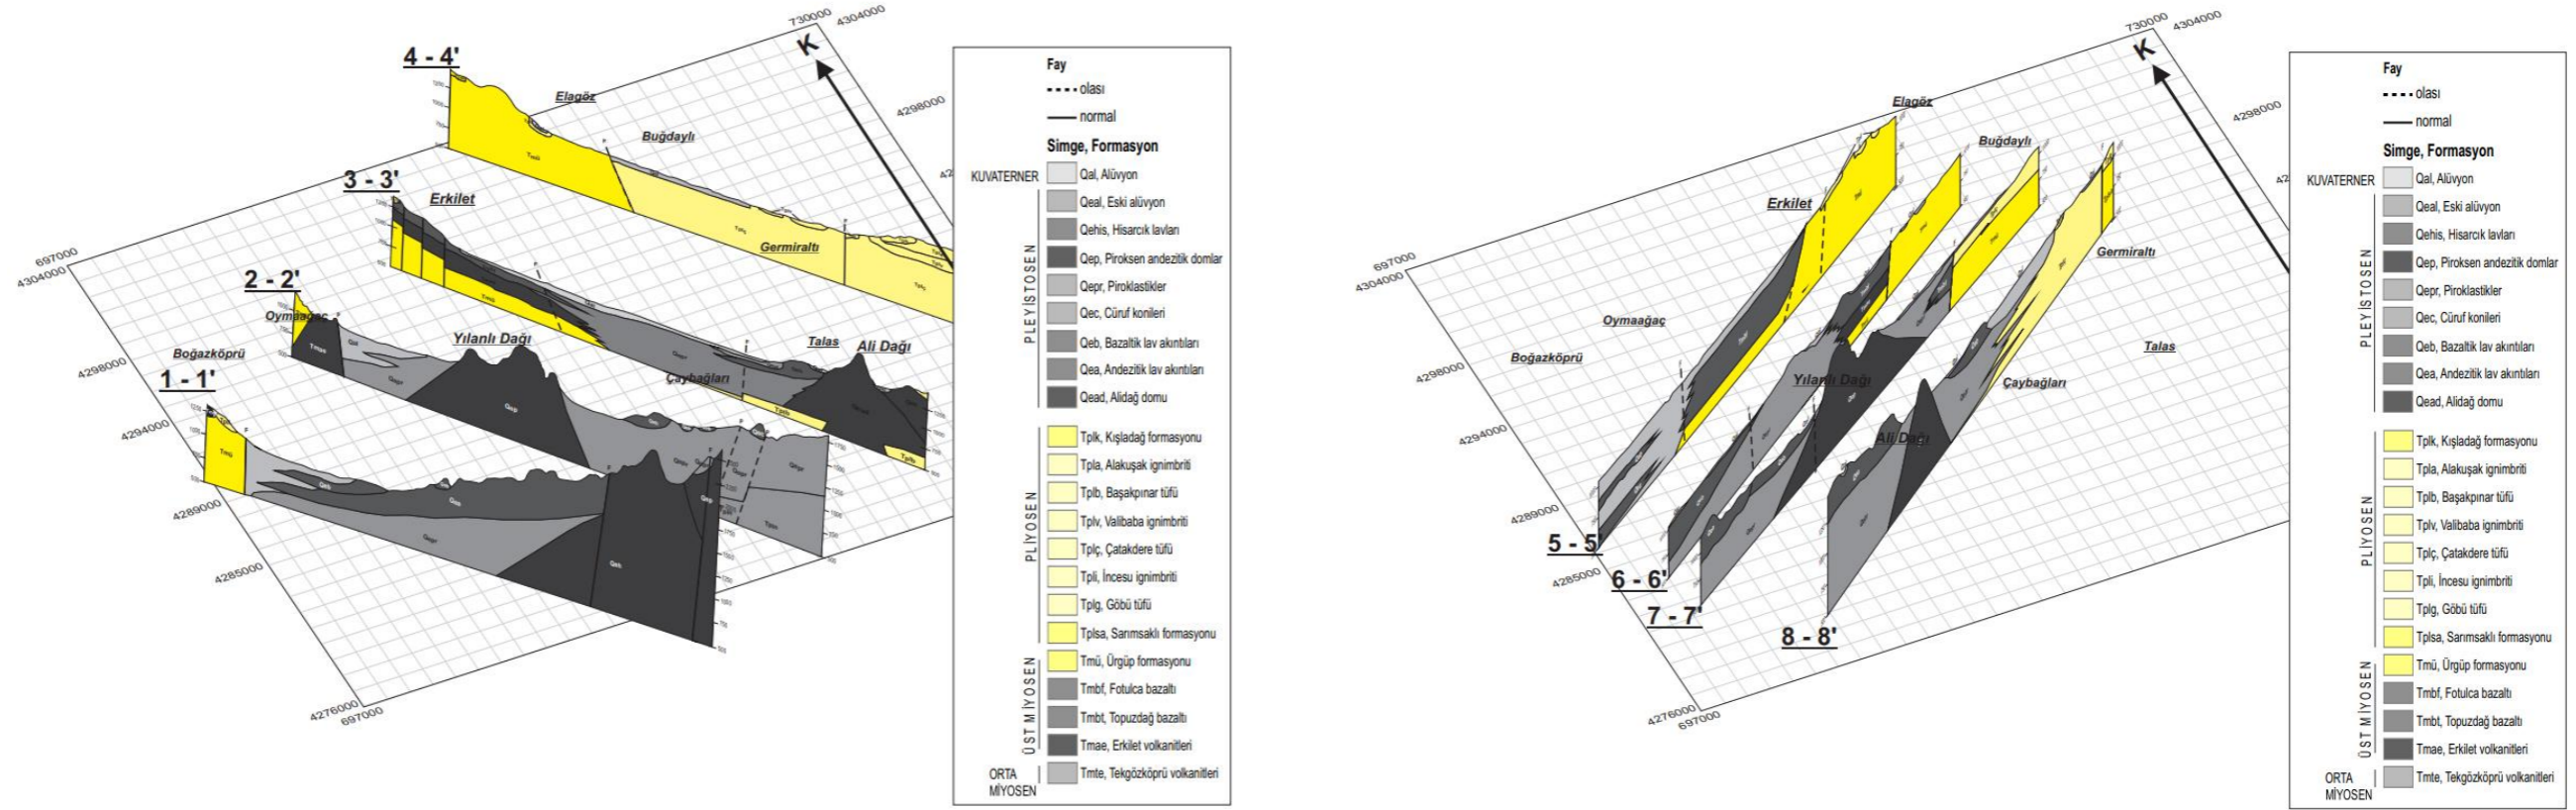 730000
4304000
K
4 - 4'
Elagöz
4298000
Buğdaylı
3 - 3'
Erkilet
Germiraltı
697000
4304000
2 - 2'
Oymaağaç
Yılanlı Dağı
Talas
Ali Dağı
Boğazköprü
4298000
Çaybağları
1 - 1'
4294000
4289000
4285000
4276000
697000
Fay
olası
normal
Simge, Formasyon
KUVATERNER
Qal, Alüvyon
PLEYİSTOSEN
Qeal, Eski alüvyon
Qehis, Hisarcık lavları
Qep, Piroksen andezitik domlar
Qepr, Piroklastikler
Qec, Cüruf konileri
Qeb, Bazaltik lav akıntıları
Qea, Andezitik lav akıntıları
Qead, Alidağ domu
PLİYOSEN
Tplk, Kışladağ formasyonu
Tpla, Alakuşak ignimbriti
Tplb, Başakpınar tüfü
Tplv, Valibaba ignimbriti
Tplç, Çatakdere tüfü
Tpli, İncesu ignimbriti
Tplg, Göbü tüfü
Tplsa, Sarımsaklı formasyonu
ÜST MİYOSEN
Tmü, Ürgüp formasyonu
Tmbf, Fotulca bazaltı
Tmbt, Topuzdağ bazaltı
Tmae, Erkilet volkanitleri
ORTA
MİYOSEN
Tmte, Tekgözköprü volkanitleri
730000
4304000
K
Elagöz
4298000
Buğdaylı
Erkilet
Germiraltı
697000
4304000
Oymaağaç
Talas
Boğazköprü
4298000
Yılanlı Dağı
Çaybağları
4294000
Ali Dağı
4289000
5 - 5'
4285000
6 - 6'
7 - 7'
8 - 8'
4276000
697000
Fay
olası
normal
Simge, Formasyon
KUVATERNER
Qal, Alüvyon
PLEYİSTOSEN
Qeal, Eski alüvyon
Qehis, Hisarcık lavları
Qep, Piroksen andezitik domlar
Qepr, Piroklastikler
Qec, Cüruf konileri
Qeb, Bazaltik lav akıntıları
Qea, Andezitik lav akıntıları
Qead, Alidağ domu
PLİYOSEN
Tplk, Kışladağ formasyonu
Tpla, Alakuşak ignimbriti
Tplb, Başakpınar tüfü
Tplv, Valibaba ignimbriti
Tplç, Çatakdere tüfü
Tpli, İncesu ignimbriti
Tplg, Göbü tüfü
Tplsa, Sarımsaklı formasyonu
ÜST MİYOSEN
Tmü, Ürgüp formasyonu
Tmbf, Fotulca bazaltı
Tmbt, Topuzdağ bazaltı
Tmae, Erkilet volkanitleri
ORTA
MİYOSEN
Tmte, Tekgözköprü volkanitleri